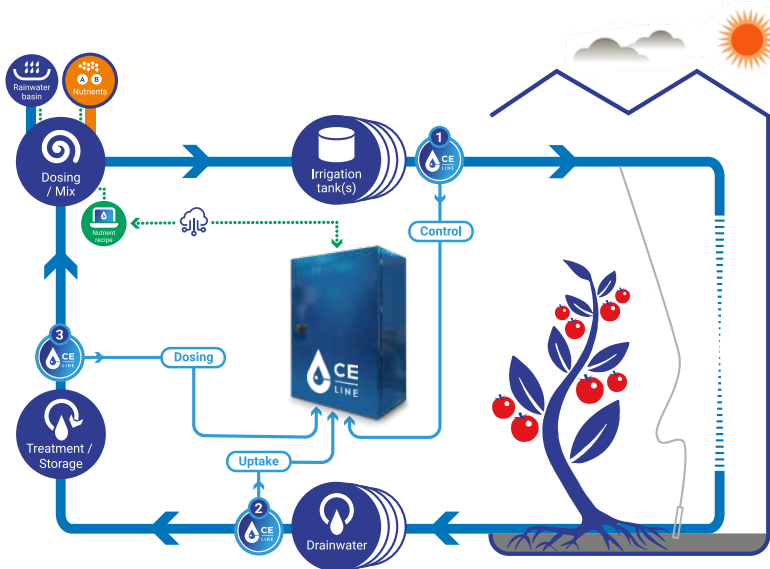 Rainwater
basin
A B
Nutrients
Dosing
/ Mix
Irrigation
tank(s)
1
CE
LINE
Nutrient
recipe
Control
3
CE
LINE
Dosing
CE
LINE
Treatment /
Storage
Uptake
2
CE
LINE
Drainwater